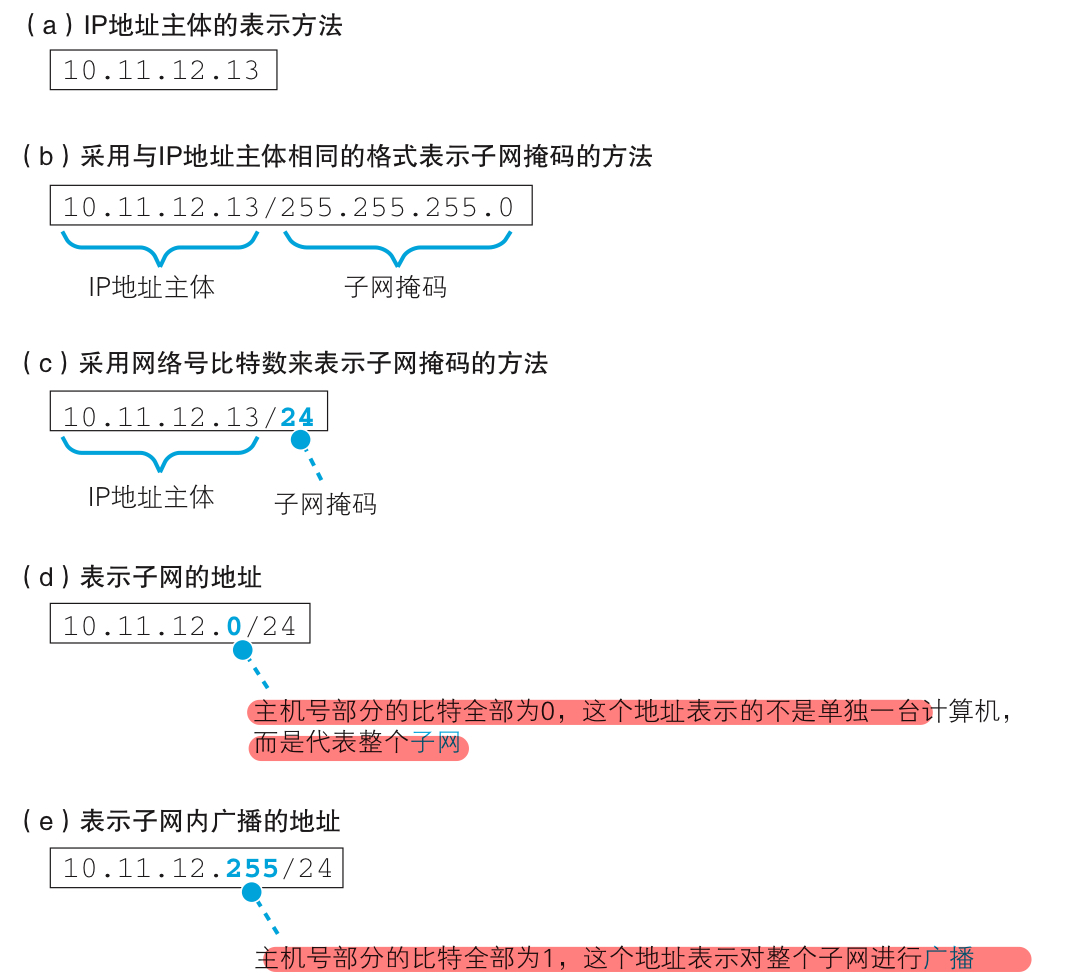 （a）IP地址主体的表示方法
10.11.12.13
（b）采用与IP地址主体相同的格式表示子网掩码的方法
10.11.12.13/255.255.255.0
IP地址主体 子网掩码
（c）采用网络号比特数来表示子网掩码的方法
10.11.12.13/24
IP地址主体 子网掩码
（d）表示子网的地址
10.11.12.0/24
主机号部分的比特全部为0，这个地址表示的不是单独一台计算机，
而是代表整个子网
（e）表示子网内广播的地址
10.11.12.255/24
主机号部分的比特全部为1，这个地址表示对整个子网进行广播